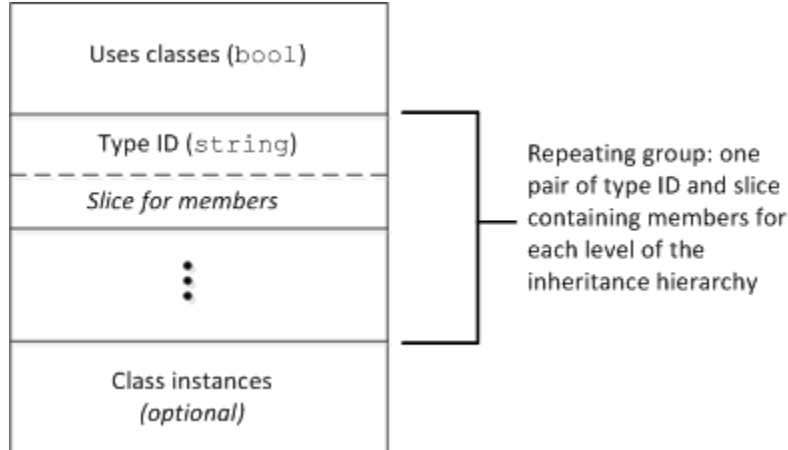 Uses classes (bool)
Type ID (string)
Slice for members
Class instances
(optional)
Repeating group: one
pair of type ID and slice
containing members for
each level of the
inheritance hierarchy